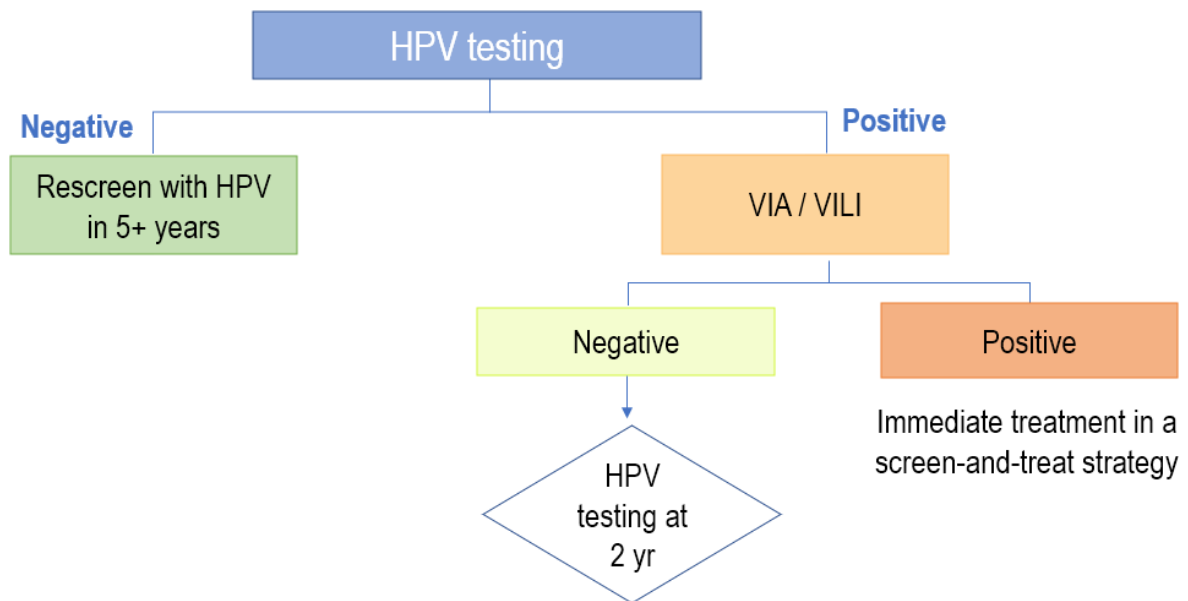 HPV testing
Negative
Positive
Rescreen with HPV
in 5+ years
VIA / VILI
Negative
Positive
HPV
testing at
2 yr
Immediate treatment in a
screen-and-treat strategy